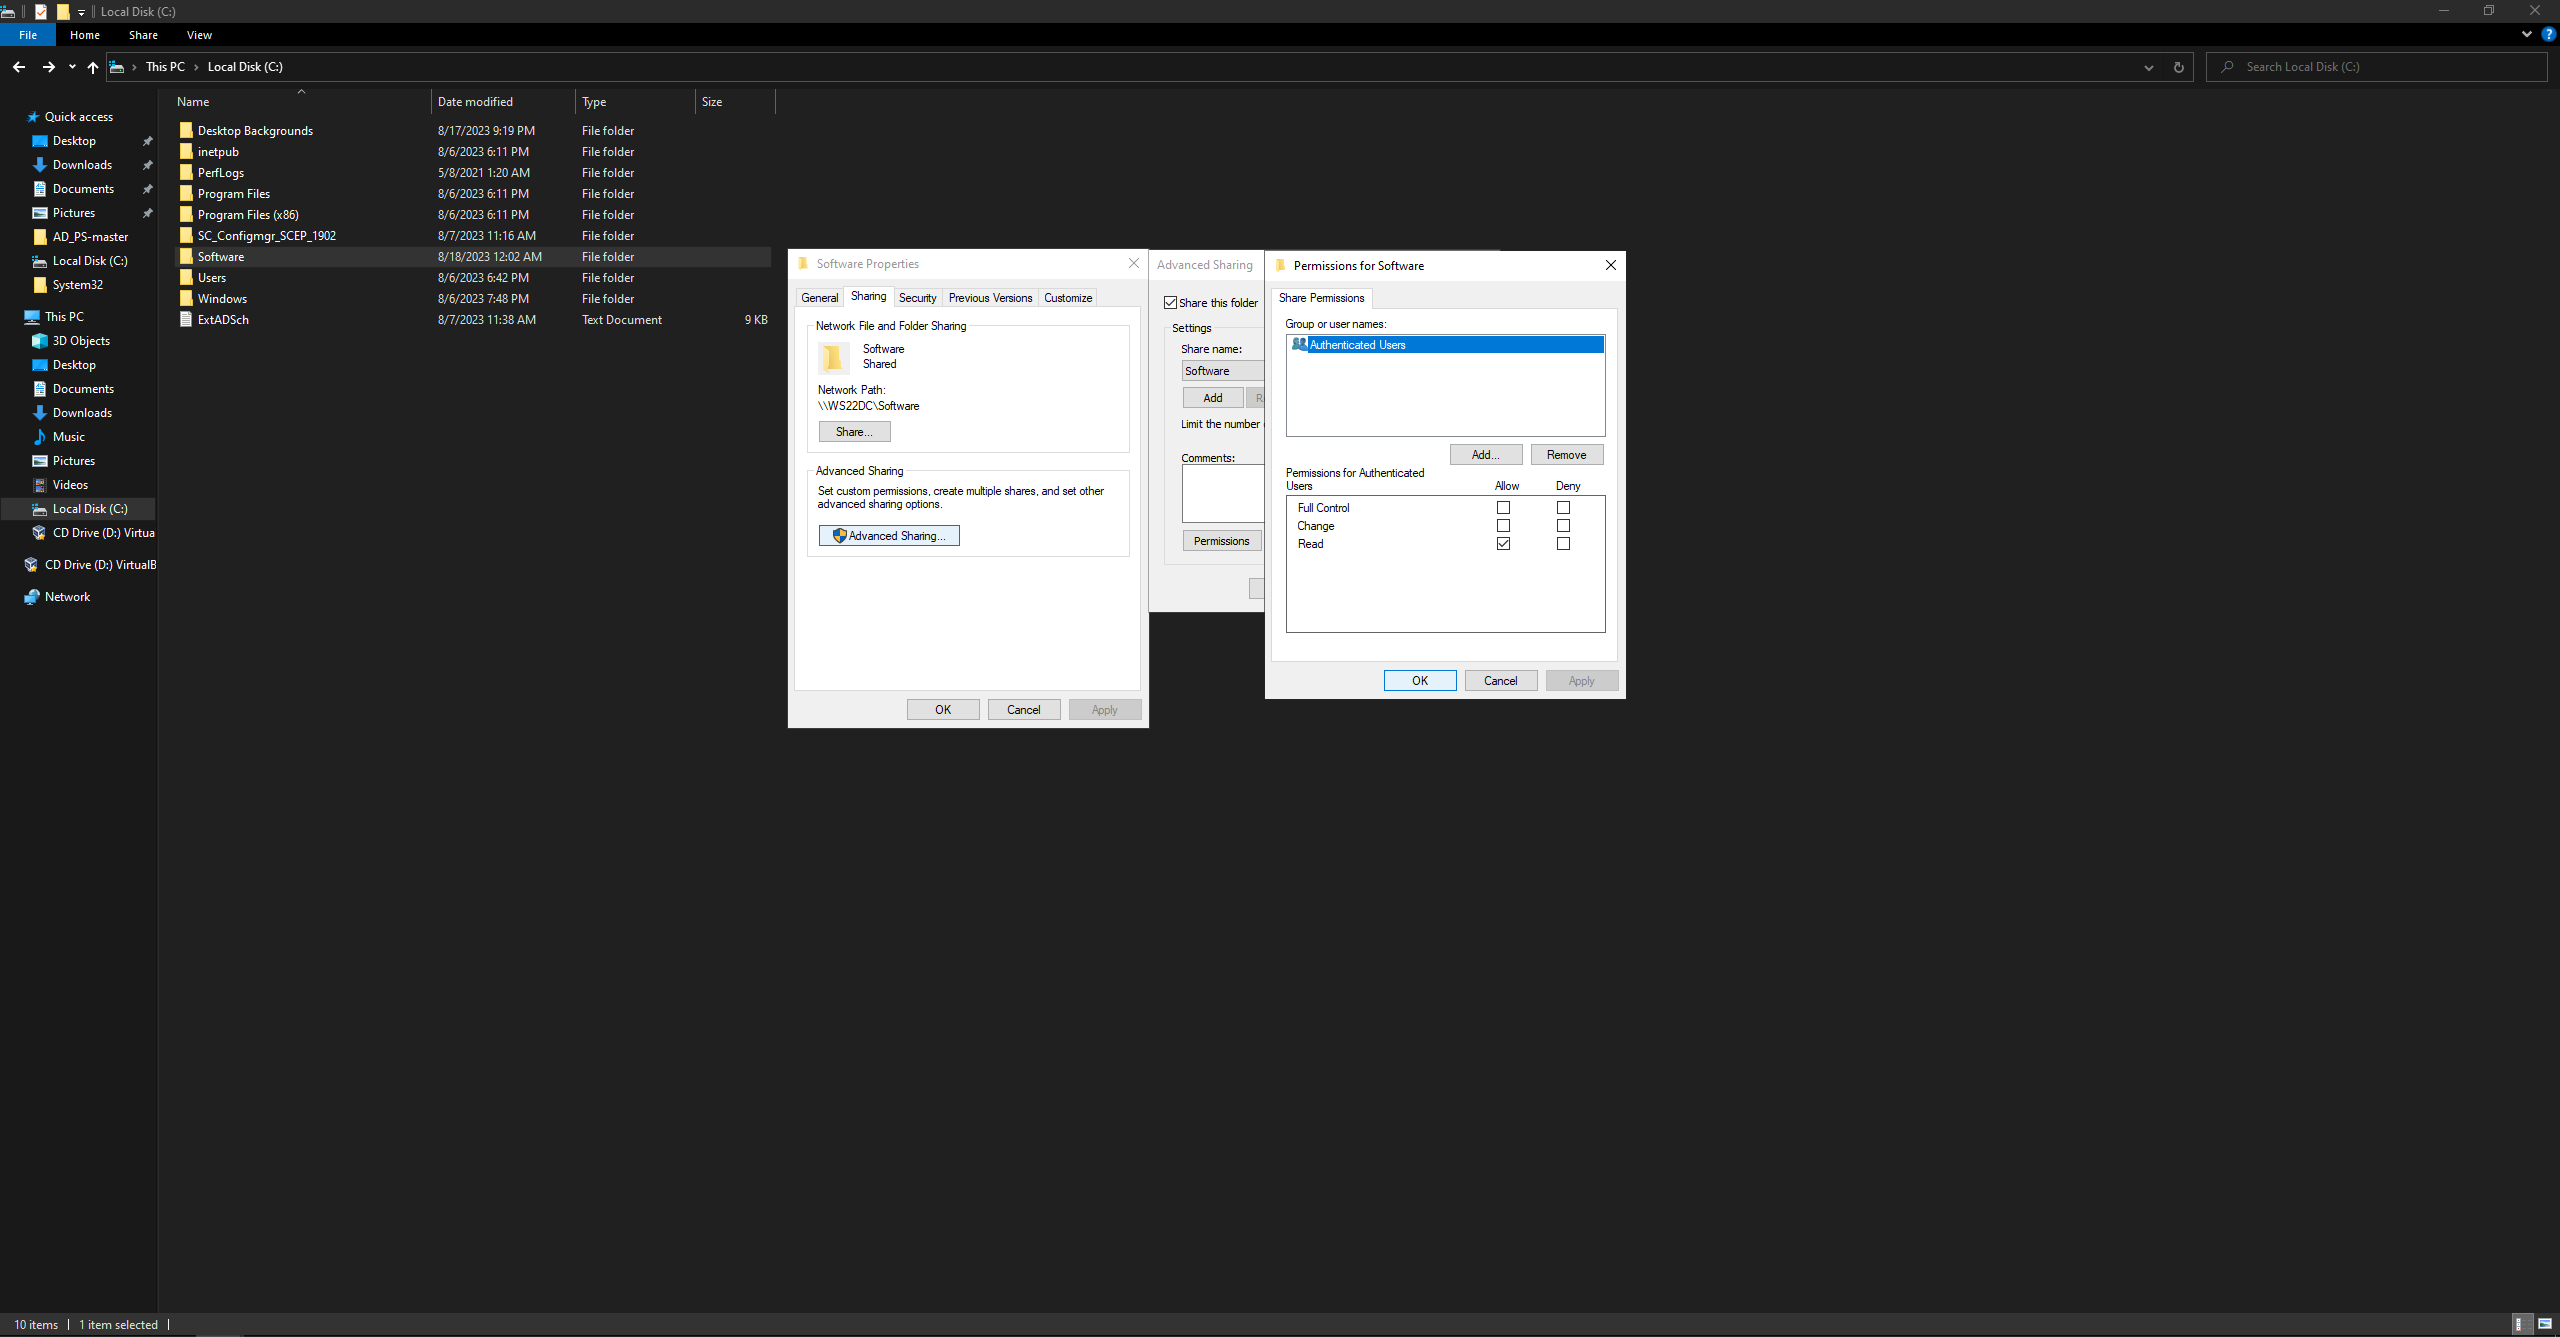 Local Disk (C:)
File Home Share View
This PC Local Disk (C:)
Search Local Disk (C:)
Name Date modified Type Size
Quick access
Desktop
Downloads
Documents
Pictures
AD_PS-master
Local Disk (C:)
System32
This PC
3D Objects
Desktop
Documents
Downloads
Music
Pictures
Videos
Local Disk (C:)
CD Drive (D:) Virtua
CD Drive (D:) VirtualB
Network
Desktop Backgrounds 8/17/2023 9:19 PM File folder
inetpub 8/6/2023 6:11 PM File folder
PerfLogs 5/8/2021 1:20 AM File folder
Program Files 8/6/2023 6:11 PM File folder
Program Files (x86) 8/6/2023 6:11 PM File folder
SC_Configmgr_SCEP_1902 8/7/2023 11:16 AM File folder
Software 8/18/2023 12:02 AM File folder
Users 8/6/2023 6:42 PM File folder
Windows 8/6/2023 7:48 PM File folder
ExtADSch 8/7/2023 11:38 AM Text Document 9 KB
Software Properties
General Sharing Security Previous Versions Customize
Network File and Folder Sharing
Software
Shared
Network Path:
\\WS22DC\Software
Share...
Advanced Sharing
Set custom permissions, create multiple shares, and set other
advanced sharing options.
Advanced Sharing...
OK Cancel Apply
Advanced Sharing
Share this folder
Settings
Share name:
Software
Add R
Limit the number
Comments:
Permissions
Permissions for Software
Share Permissions
Group or user names:
Authenticated Users
Add... Remove
Permissions for Authenticated
Users Allow Deny
Full Control
Change
Read
OK Cancel Apply
10 items 1 item selected